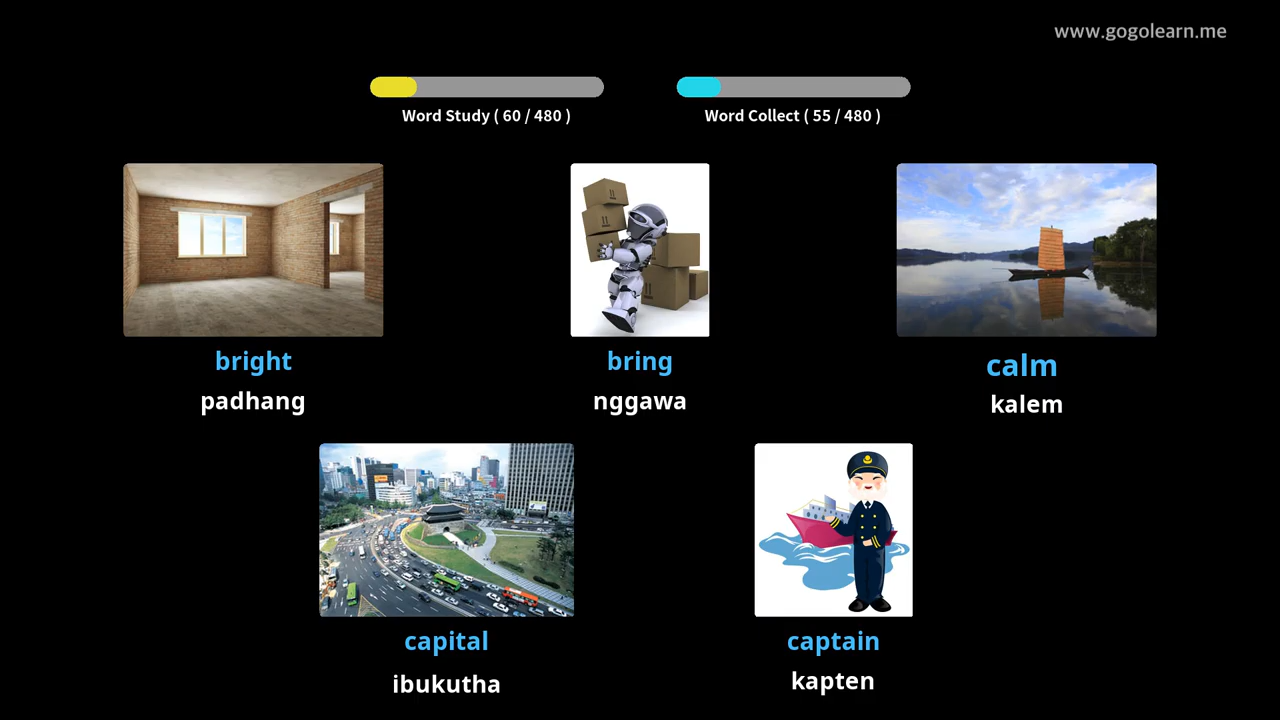 www.gogolearn.me
Word Study ( 60 / 480 )
Word Collect ( 55 / 480 )
bright
padhang
bring
nggawa
calm
kalem
capital
ibukutha
captain
kapten